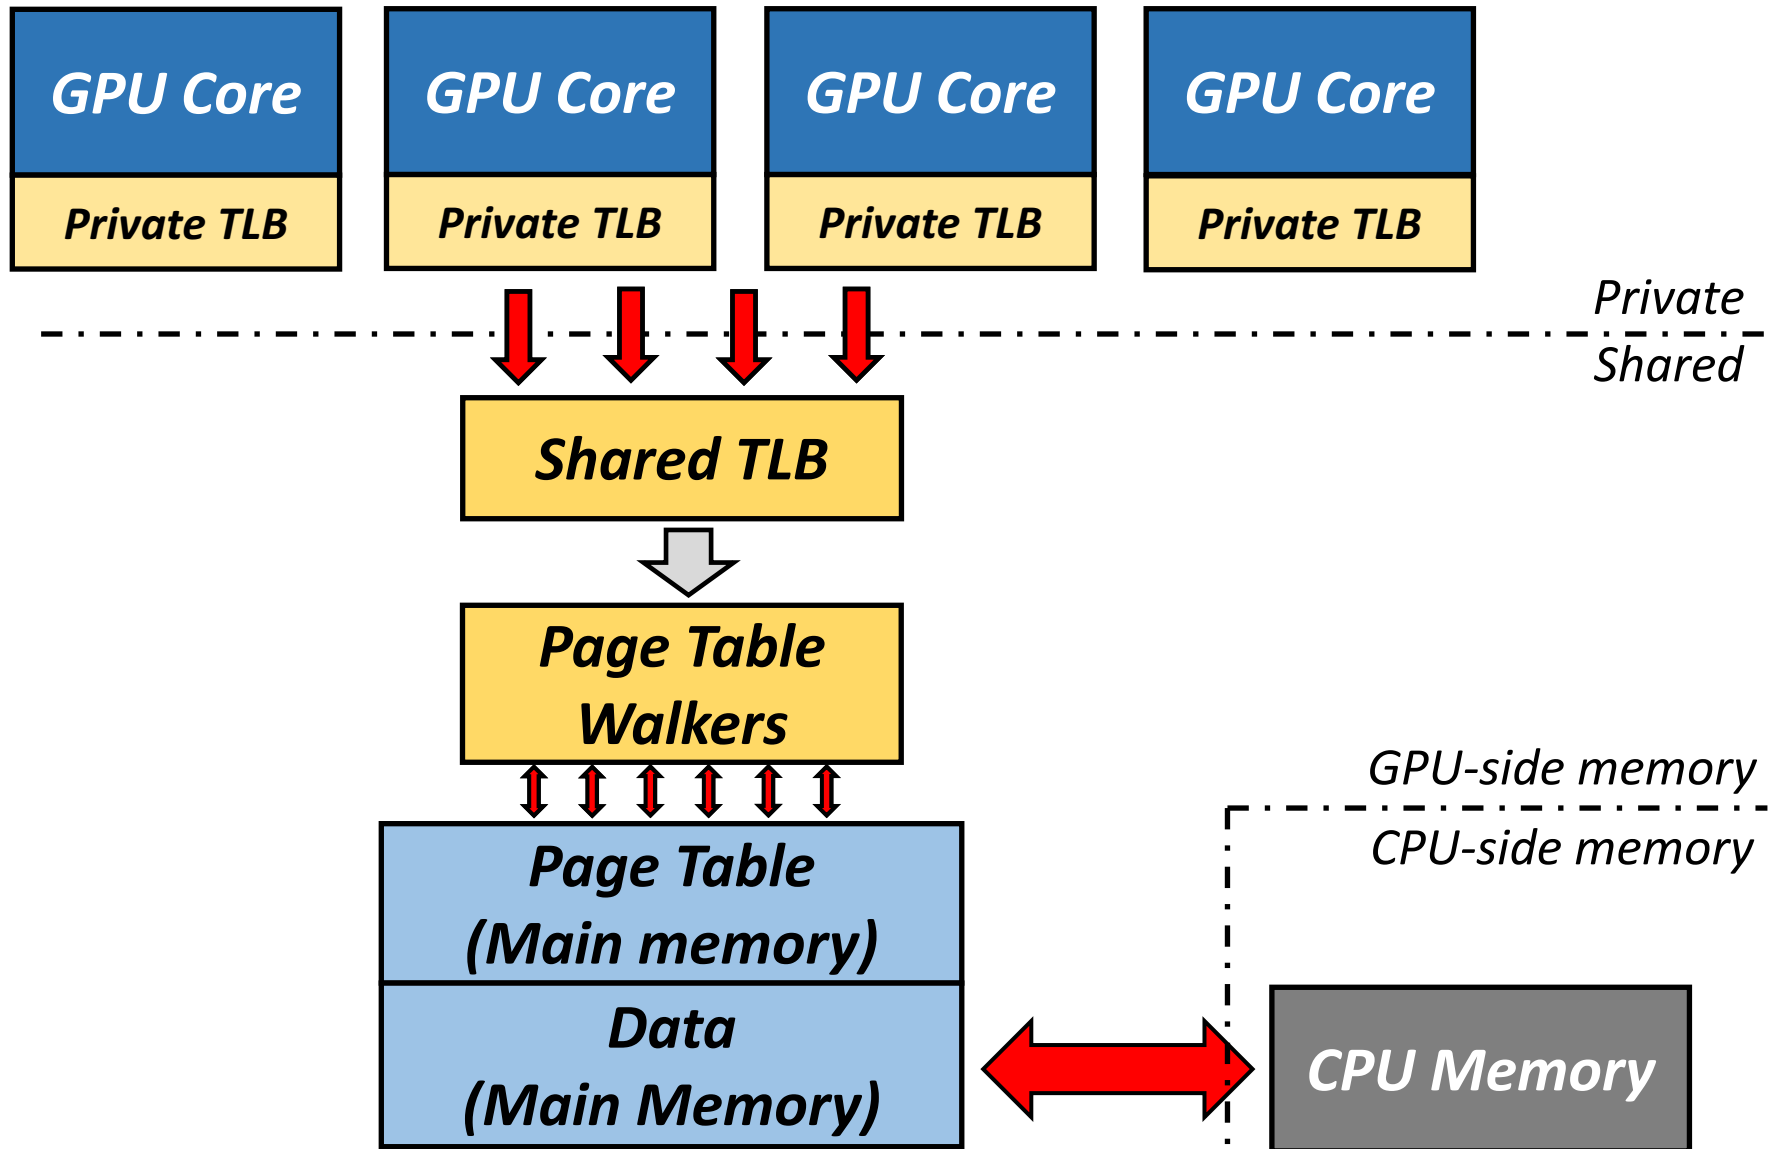 GPU Core
GPU Core
GPU Core
GPU Core
Private TLB
Private TLB
Private TLB
Private TLB
Private
Shared
Shared TLB
Page Table
Walkers
GPU-side memory
CPU-side memory
Page Table
(Main memory)
Data
(Main Memory)
CPU Memory